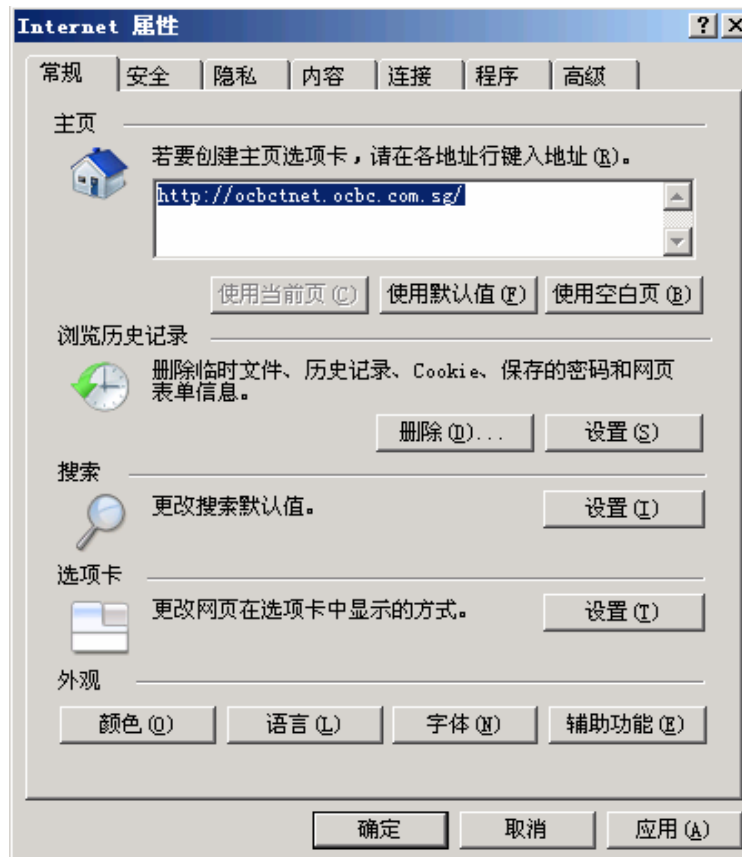 Internet 属性
常规 安全 隐私 内容 连接 程序 高级
主页
若要创建主页选项卡，请在各地址行键入地址(R)。
http://ocbctnet.ocbc.com.sg/
使用当前页(C) 使用默认值(F) 使用空白页(B)
浏览历史记录
删除临时文件、历史记录、Cookie、保存的密码和网页
表单信息。
删除(D)... 设置(S)
搜索
更改搜索默认值。 设置(I)
选项卡
更改网页在选项卡中显示的方式。 设置(T)
外观
颜色(O) 语言(L) 字体(N) 辅助功能(E)
确定 取消 应用(A)